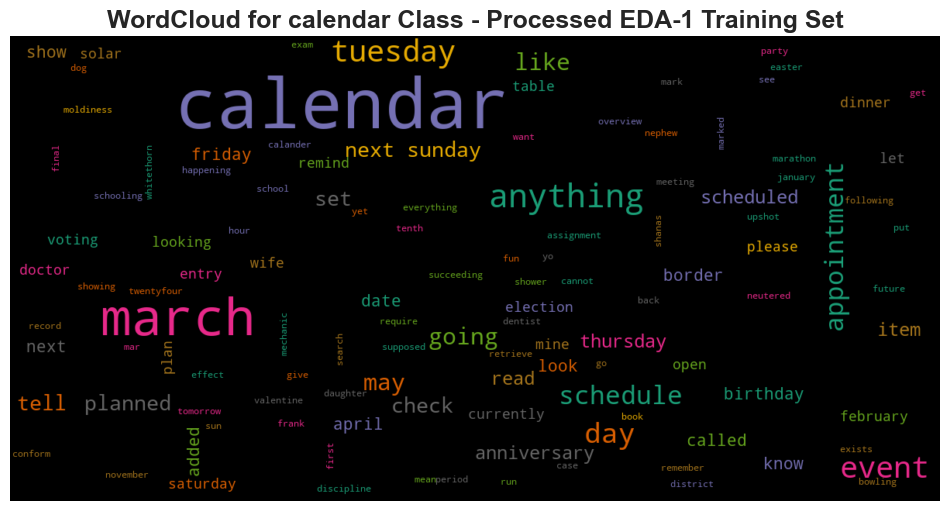 WordCloud for calendar Class - Processed EDA-1 Training Set
exam
tuesday
party
show
solar
like
easter
dog
see
mark
table
get
calendar
dinner
moldiness
overview
marked
nephew
want
calander
next sunday
friday
final
whitethorn
remind
marathon
let
happening
january
meeting
school
schooling
set
anything
scheduled
appointment
following
yet
everything
upshot
put
tenth
hour
shanas
assignment
voting
looking
please
yo
fun
wife
doctor
entry
succeeding
shower
cannot
border
showing
twentyfour
neutered
future
date
back
march
election
record
require
dentist
item
mar
mechanic
going
next
plan
search
supposed
mine
thursday
retrieve
look
go
open
effect
give
read
may
daughter
tell
planned
valentine
check
schedule
birthday
tomorrow
currently
book
february
sun
frank
april
day
called
added
first
anniversary
exists
conform
case
remember
know
event
november
saturday
discipline
mean
period
run
district
bowling